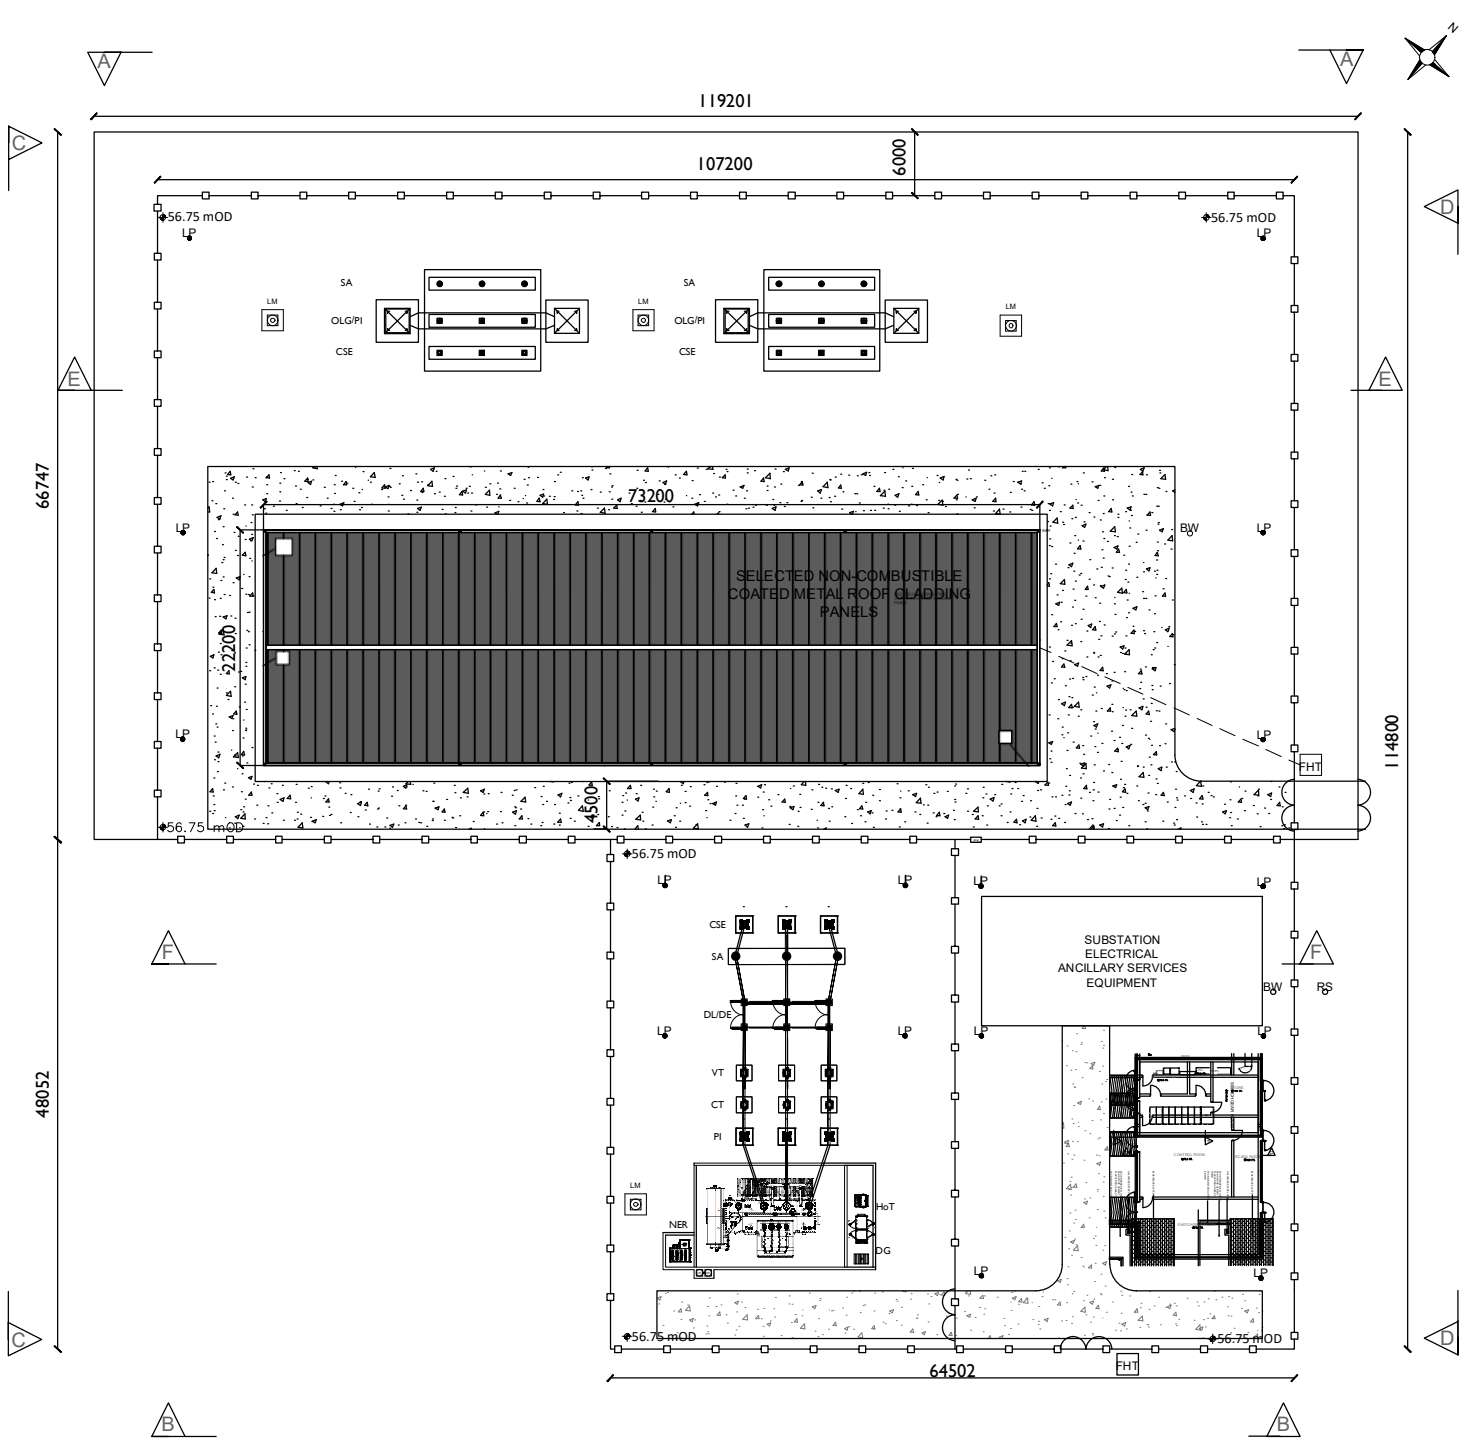 N
A
A
119201
C
107200
6000
D
56.75 mOD
56.75 mOD
LP
LP
SA
SA
LM
LM
LM
OLG/PI
OLG/PI
CSE
CSE
E
E
66747
73200
LP
BW
LP
SELECTED NON-COMBUSTIBLE
COATED METAL ROOF CLADDING
PANELS
22200
LP
LP
114800
FHT
4500
56.75 mOD
56.75 mOD
LP
LP
LP
LP
CSE
F
F
SUBSTATION
ELECTRICAL
ANCILLARY SERVICES
EQUIPMENT
SA
BW
RS
DL/DE
LP
LP
LP
LP
VT
48052
CT
PI
CONTROL ROOM
LM
HoT
NER
DG
LP
LP
C
56.75 mOD
56.75 mOD
D
FHT
64502
B
B